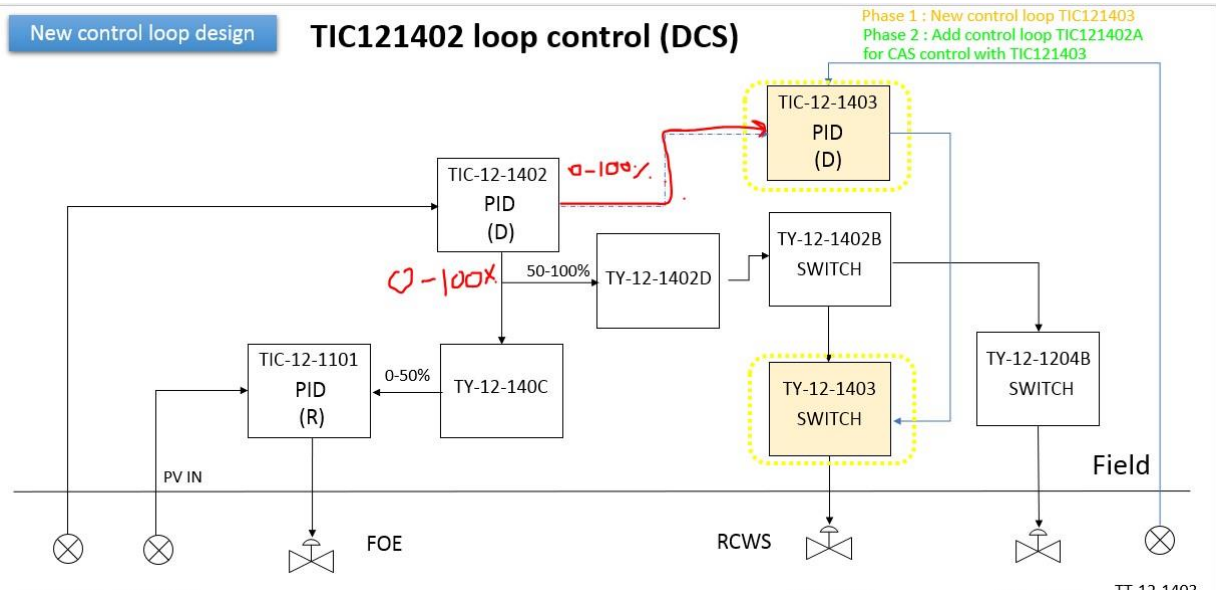 New control loop design
TIC121402 loop control (DCS)
Phase 1 : New control loop TIC121403
Phase 2 : Add control loop TIC121402A
for CAS control with TIC121403
TIC-12-1403
PID
(D)
TIC-12-1402
PID
(D)
0-100%
0-100%
50-100%
TY-12-1402D
TY-12-1402B
SWITCH
TIC-12-1101
PID
(R)
0-50%
TY-12-140C
TY-12-1403
SWITCH
TY-12-1204B
SWITCH
PV IN
Field
FOE
RCWS